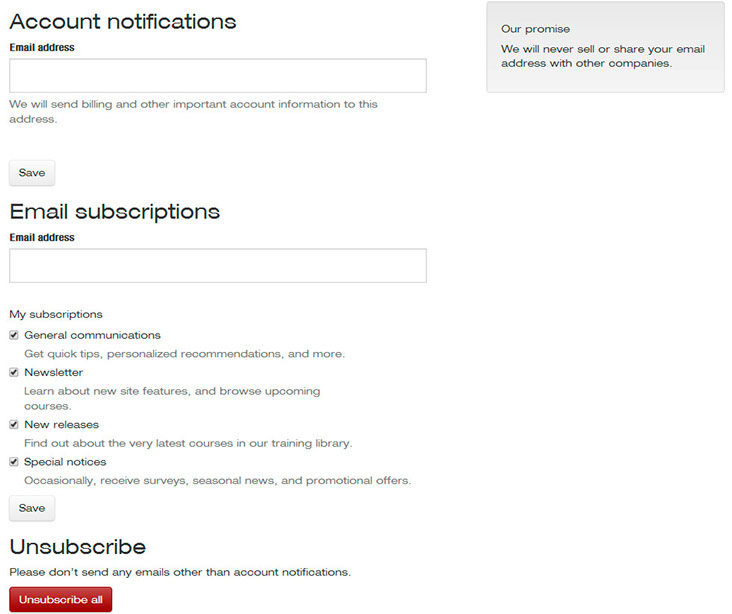 Account notifications
Email address
We will send billing and other important account information to this
address.
Save
Our promise
We will never sell or share your email
address with other companies.
Email subscriptions
Email address
My subscriptions
General communications
Get quick tips, personalized recommendations, and more.
Newsletter
Learn about new site features, and browse upcoming
courses.
New releases
Find out about the very latest courses in our training library.
Special notices
Occasionally, receive surveys, seasonal news, and promotional offers.
Save
Unsubscribe
Please don't send any emails other than account notifications.
Unsubscribe all